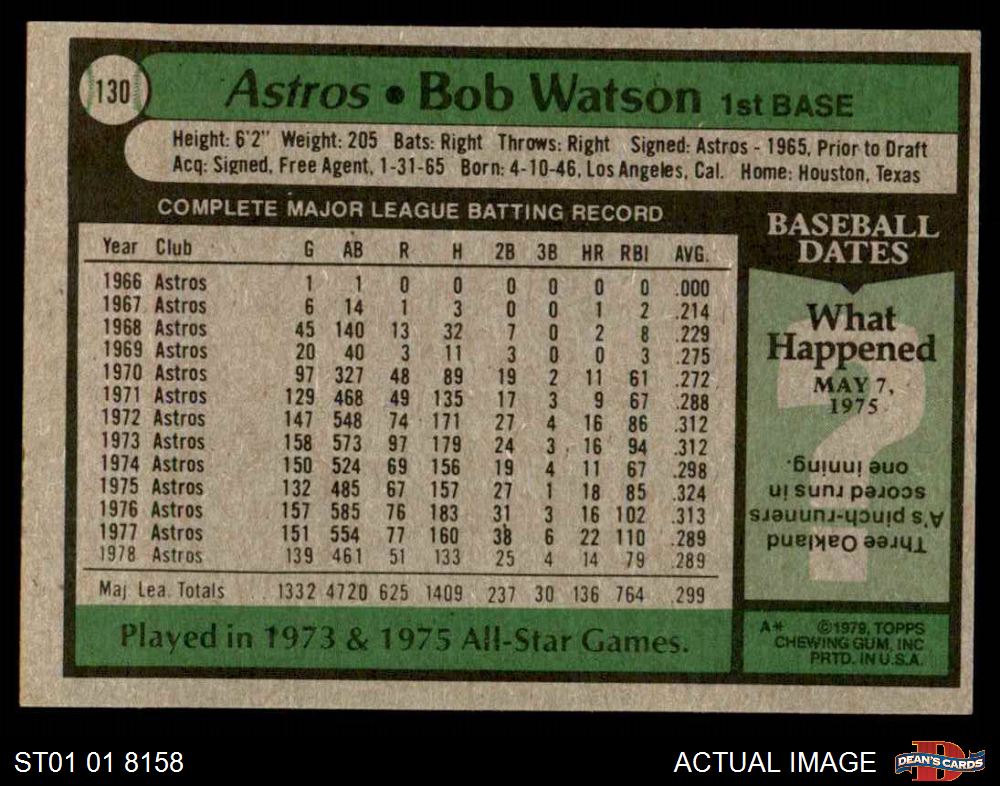 130
Astros • Bob Watson 1st BASE
Height: 6'2" Weight: 205 Bats: Right Throws: Right Signed: Astros - 1965, Prior to Draft
Acq: Signed, Free Agent, 1-31-65 Born: 4-10-46, Los Angeles, Cal. Home: Houston, Texas
COMPLETE MAJOR LEAGUE BATTING RECORD
Year Club G AB R H 2B 3B HR RBI AVG.
1966 Astros 1 1 0 0 0 0 0 0 .000
1967 Astros 6 14 1 3 0 0 1 2 .214
1968 Astros 45 140 13 32 7 0 2 8 .229
1969 Astros 20 40 3 11 3 0 0 3 .275
1970 Astros 97 327 48 89 19 2 11 61 .272
1971 Astros 129 468 49 135 17 3 9 67 .288
1972 Astros 147 548 74 171 27 4 16 86 .312
1973 Astros 158 573 97 179 24 3 16 94 .312
1974 Astros 150 524 69 156 19 4 11 67 .298
1975 Astros 132 485 67 157 27 1 18 85 .324
1976 Astros 157 585 76 183 31 3 16 102 .313
1977 Astros 151 554 77 160 38 6 22 110 .289
1978 Astros 139 461 51 133 25 4 14 79 .289
Maj. Lea. Totals 1332 4720 625 1409 237 30 136 764 .299
Played in 1973 & 1975 All-Star Games.
BASEBALL
DATES
What
Happened
MAY 7,
1975
Three Oakland
A's pinch-runners
scored runs in
one inning.
A* ©1979, TOPPS
CHEWING GUM, INC
PRTD. IN U.S.A.
ST01 01 8158
ACTUAL IMAGE
D
DEAN'S CARDS